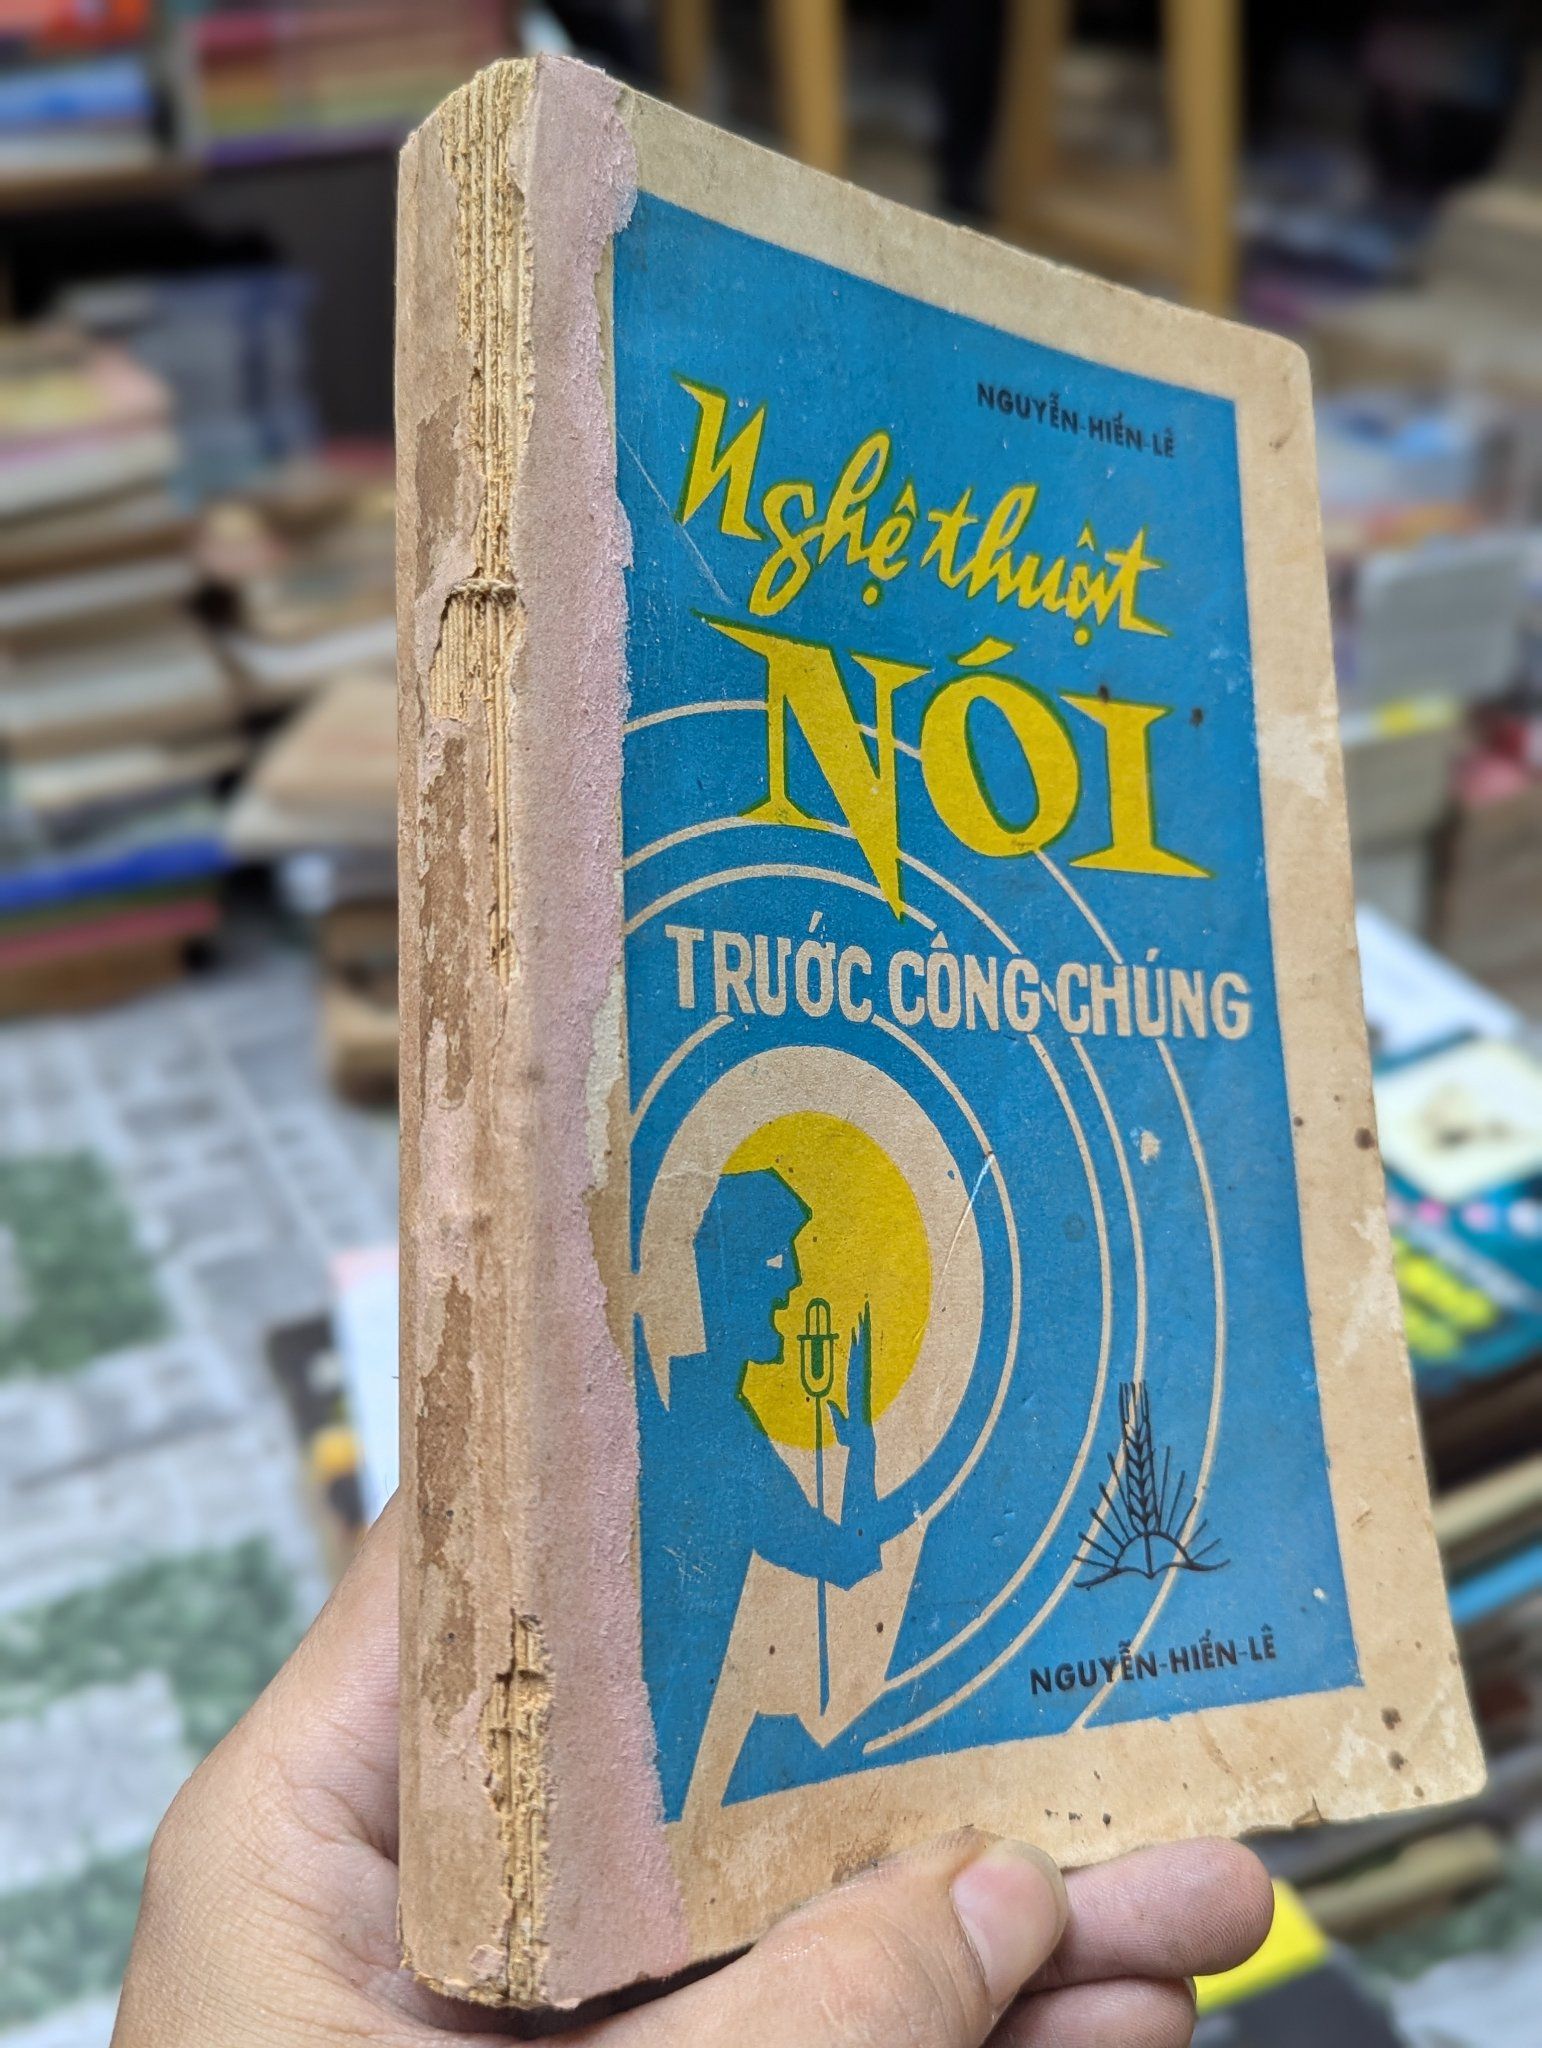 NGUYỄN-HIẾN-LÊ
Nghệ thuật
NÓI
TRƯỚC CÔNG-CHÚNG
NGUYỄN-HIẾN-LÊ